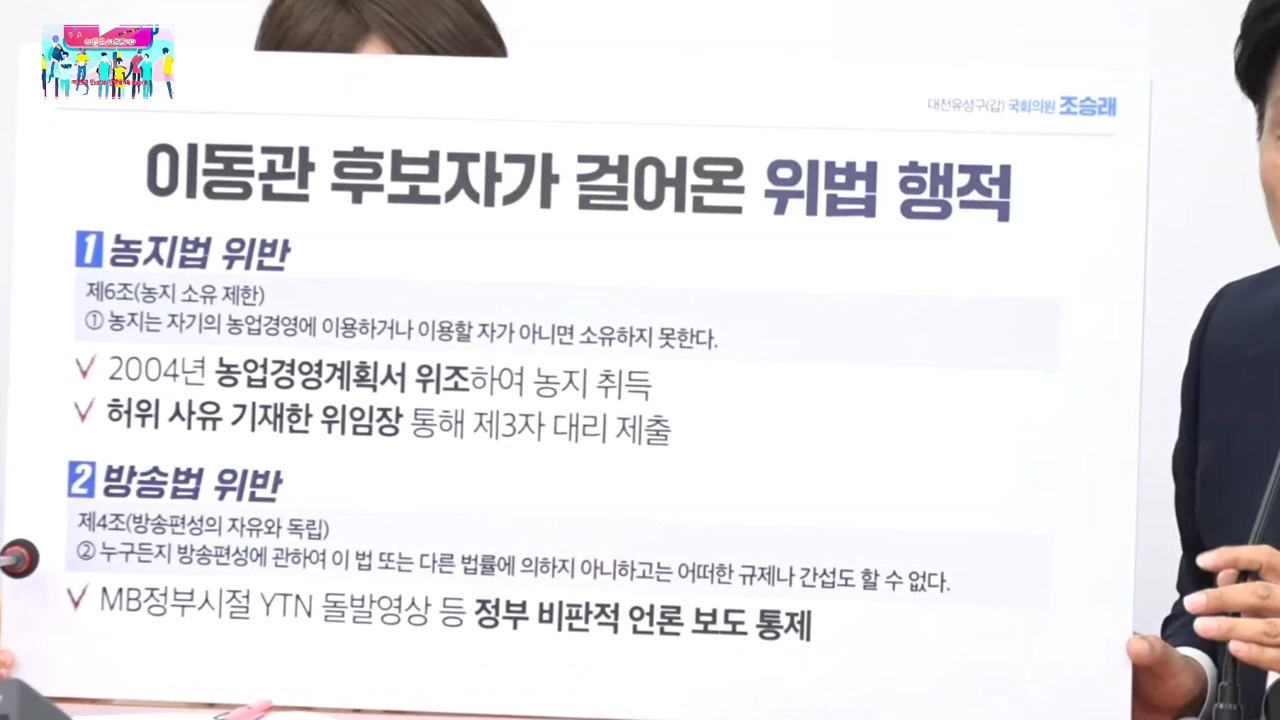 대전유성구(갑) 국회의원 조승래
이동관 후보자가 걸어온 위법 행적
1 농지법 위반
제6조(농지 소유 제한)
① 농지는 자기의 농업경영에 이용하거나 이용할 자가 아니면 소유하지 못한다.
2004년 농업경영계획서 위조하여 농지 취득
허위 사유 기재한 위임장 통해 제3자 대리 제출
2 방송법 위반
제4조(방송편성의 자유와 독립)
② 누구든지 방송편성에 관하여 이 법 또는 다른 법률에 의하지 아니하고는 어떠한 규제나 간섭도 할 수 없다.
MB정부시절 YTN 돌발영상 등 정부 비판적 언론 보도 통제